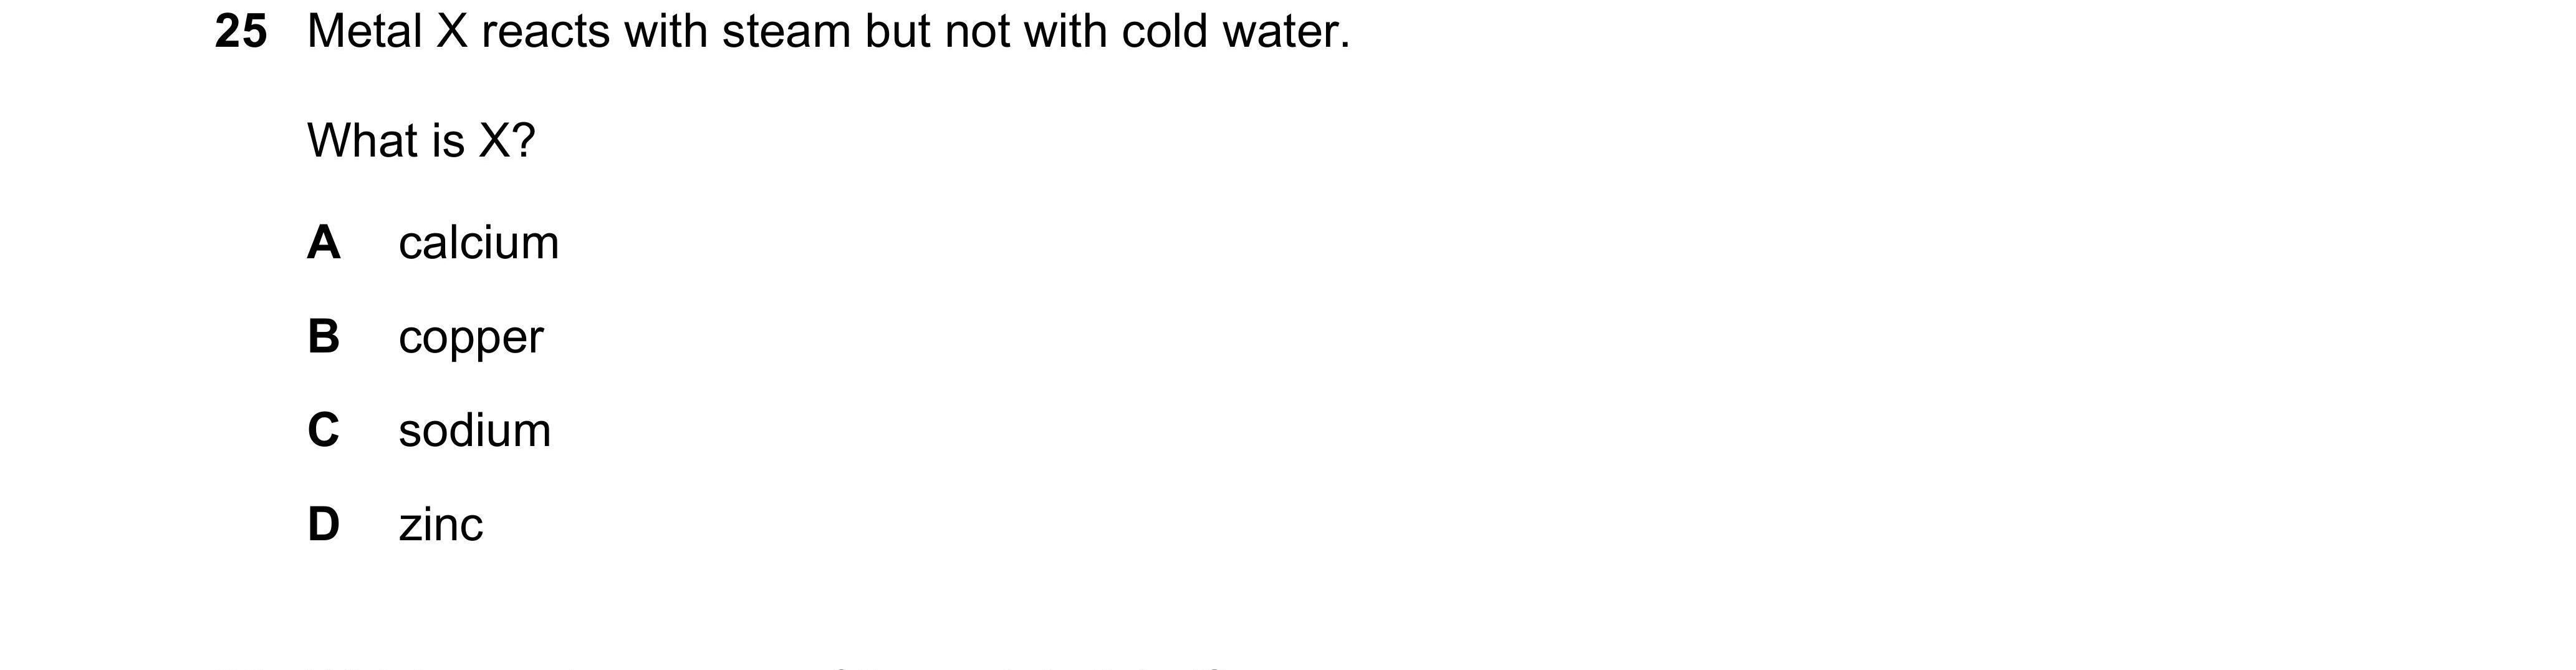 25 Metal X reacts with steam but not with cold water.
What is X?
A calcium
B copper
C sodium
D zinc